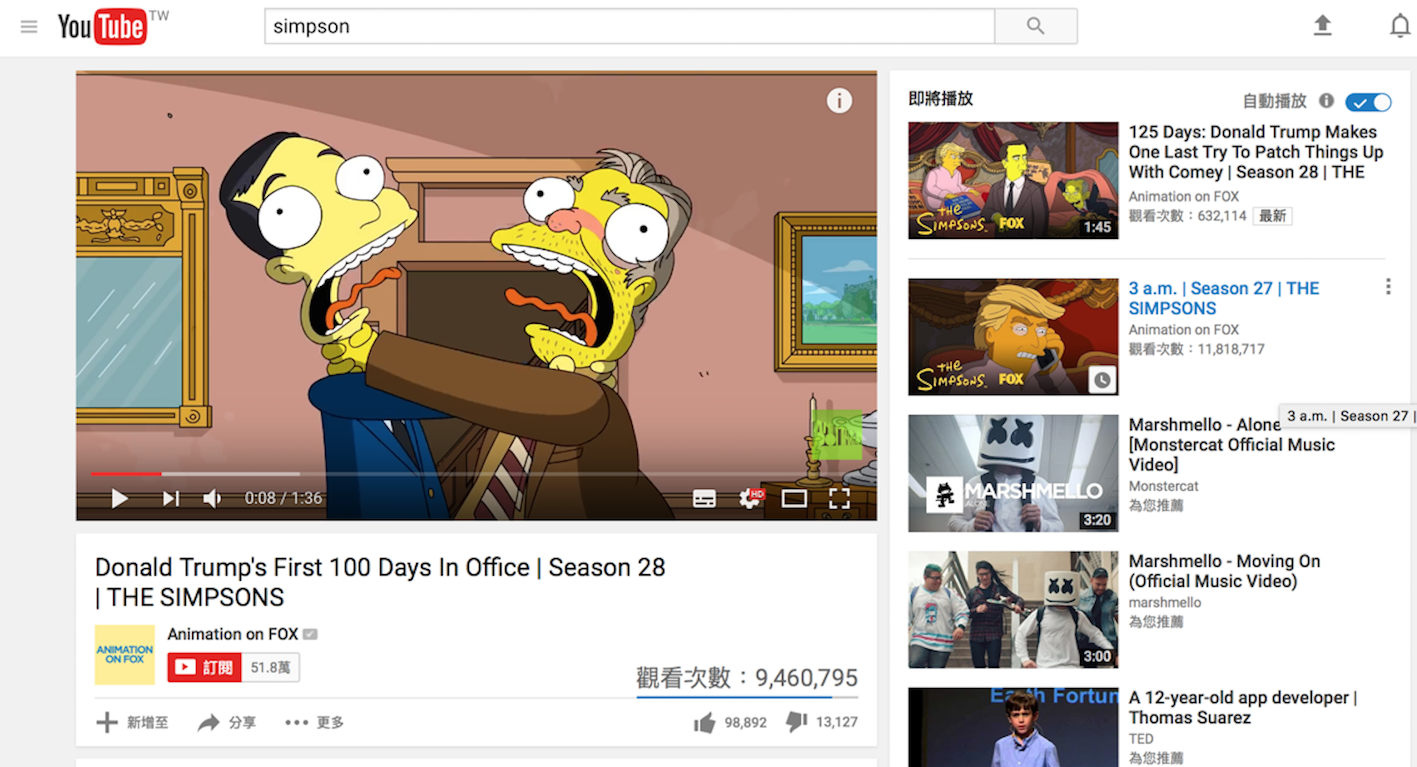 YouTube TW
simpson
0:08 / 1:36
HD
Donald Trump's First 100 Days In Office | Season 28
| THE SIMPSONS
ANIMATION
ON FOX
Animation on FOX
訂閱 51.8萬
觀看次數：9,460,795
新增至 分享 更多
98,892 13,127
即將播放
自動播放
THE
SIMPSONS FOX
1:45
125 Days: Donald Trump Makes
One Last Try To Patch Things Up
With Comey | Season 28 | THE
Animation on FOX
觀看次數：632,114 最新
THE
SIMPSONS FOX
3 a.m. | Season 27 | THE
SIMPSONS
Animation on FOX
觀看次數：11,818,717
3 a.m. | Season 27 |
MARSHMELLO
3:20
Marshmello - Alone
[Monstercat Official Music
Video]
Monstercat
為您推薦
3:00
Marshmello - Moving On
(Official Music Video)
marshmello
為您推薦
Earth Fortun
A 12-year-old app developer |
Thomas Suarez
TED
為您推薦